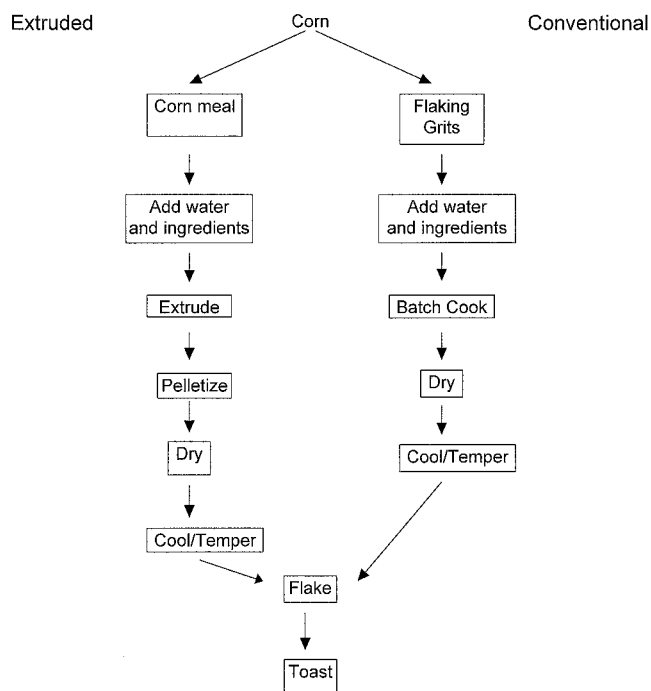 Extruded
Corn
Conventional
Corn meal
Flaking
Grits
Add water
and ingredients
Add water
and ingredients
Extrude
Batch Cook
Pelletize
Dry
Dry
Cool/Temper
Cool/Temper
Flake
Toast